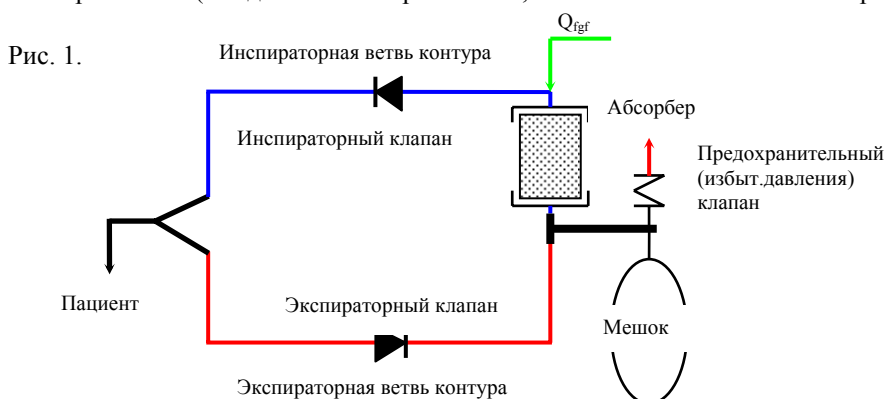 Рис. 1.
Q fgf
Инспираторная ветвь контура
Инспираторный клапан
Абсорбер
Предохранительный
(избыт.давления)
клапан
Пациент
Экспираторный клапан
Мешок
Экспираторная ветвь контура